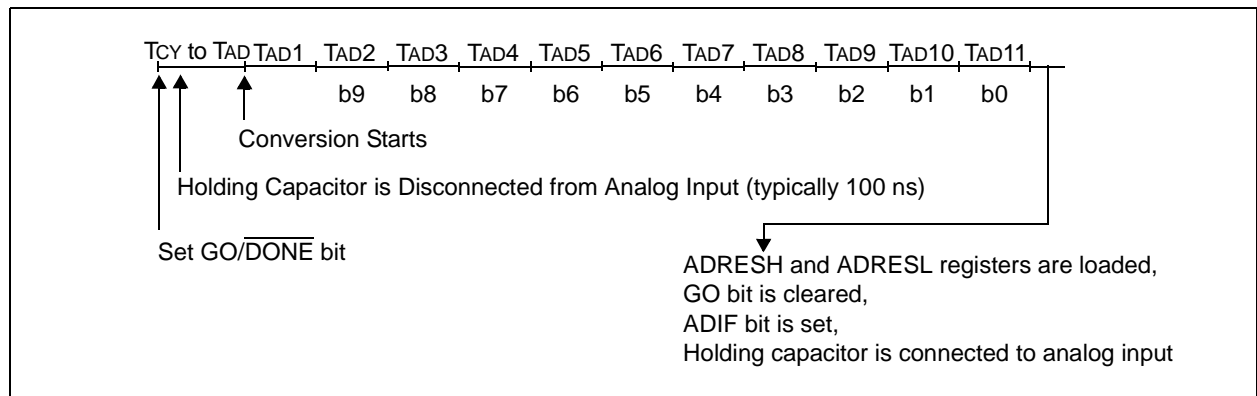 TCY to TAD TAD1 TAD2 TAD3 TAD4 TAD5 TAD6 TAD7 TAD8 TAD9 TAD10 TAD11
b9 b8 b7 b6 b5 b4 b3 b2 b1 b0
Conversion Starts
Holding Capacitor is Disconnected from Analog Input (typically 100 ns)
Set GO/DONE bit
ADRESH and ADRESL registers are loaded,
GO bit is cleared,
ADIF bit is set,
Holding capacitor is connected to analog input